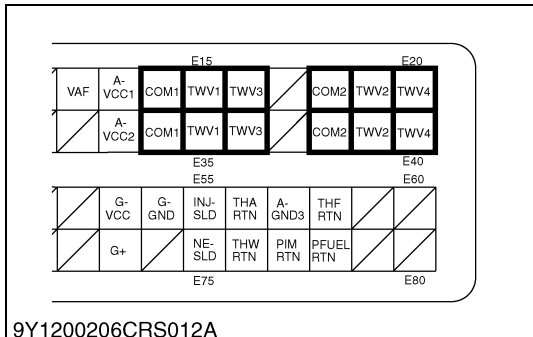 E15 E20
VAF A-VCC1 COM1 TWV1 TWV3 COM2 TWV2 TWV4
A-VCC2 COM1 TWV1 TWV3 COM2 TWV2 TWV4
E35 E40
E55 E60
G-VCC G-GND INJ-SLD THA RTN A-GND3 THF RTN
G+ NE-SLD THW RTN PIM RTN PFUEL RTN
E75 E80
9Y1200206CRS012A